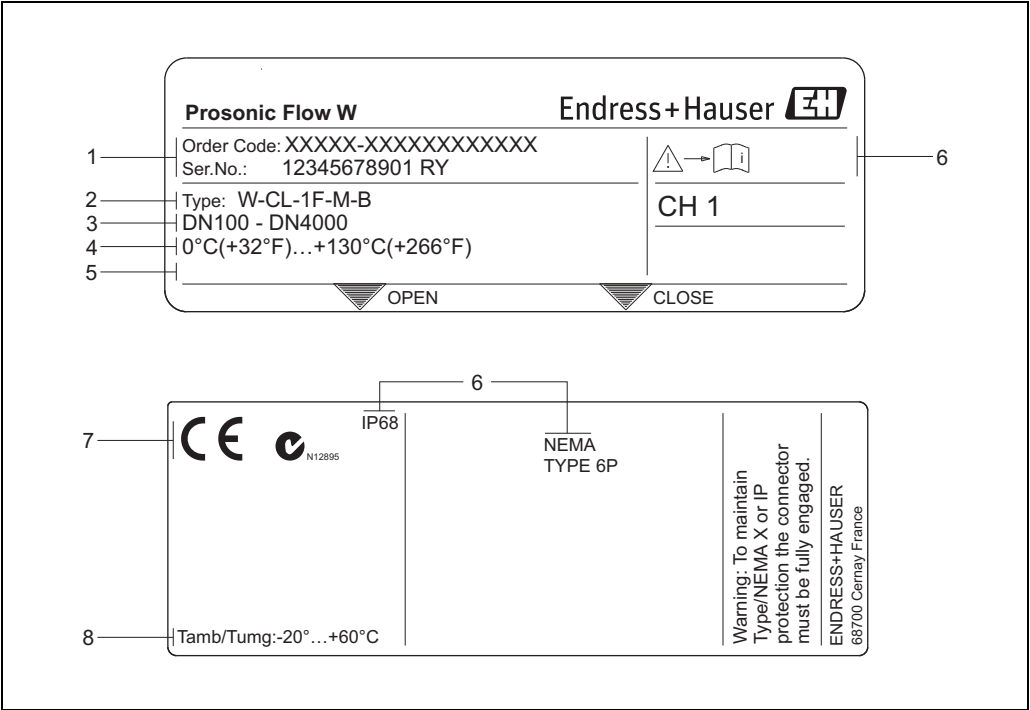 Prosonic Flow W
Endress+Hauser EH
1
Order Code: XXXXX-XXXXXXXXXXXX
Ser.No.: 12345678901 RY
i
6
2
Type: W-CL-1F-M-B
CH 1
3
DN100 - DN4000
4
0°C(+32°F)...+130°C(+266°F)
5
OPEN
CLOSE
6
7
CE
N12895
IP68
NEMA
TYPE 6P
8
Tamb/Tumg:-20°...+60°C
Warning: To maintain
Type/NEMA X or IP
protection the connector
must be fully engaged.
ENDRESS+HAUSER
68700 Cernay France